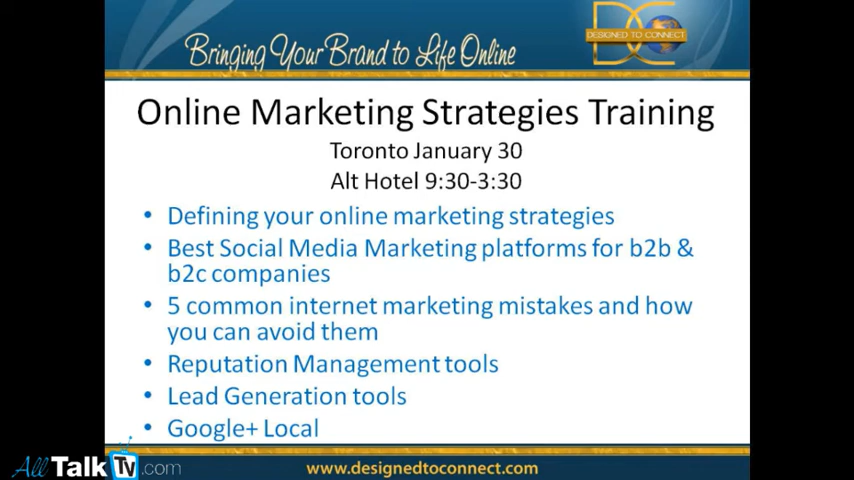 Bringing Your Brand to Life Online
DC
DESIGNED TO CONNECT
Online Marketing Strategies Training
Toronto January 30
Alt Hotel 9:30-3:30
• Defining your online marketing strategies
• Best Social Media Marketing platforms for b2b &
b2c companies
• 5 common internet marketing mistakes and how
you can avoid them
• Reputation Management tools
• Lead Generation tools
• Google+ Local
AllTalkTv.com
www.designedtoconnect.com